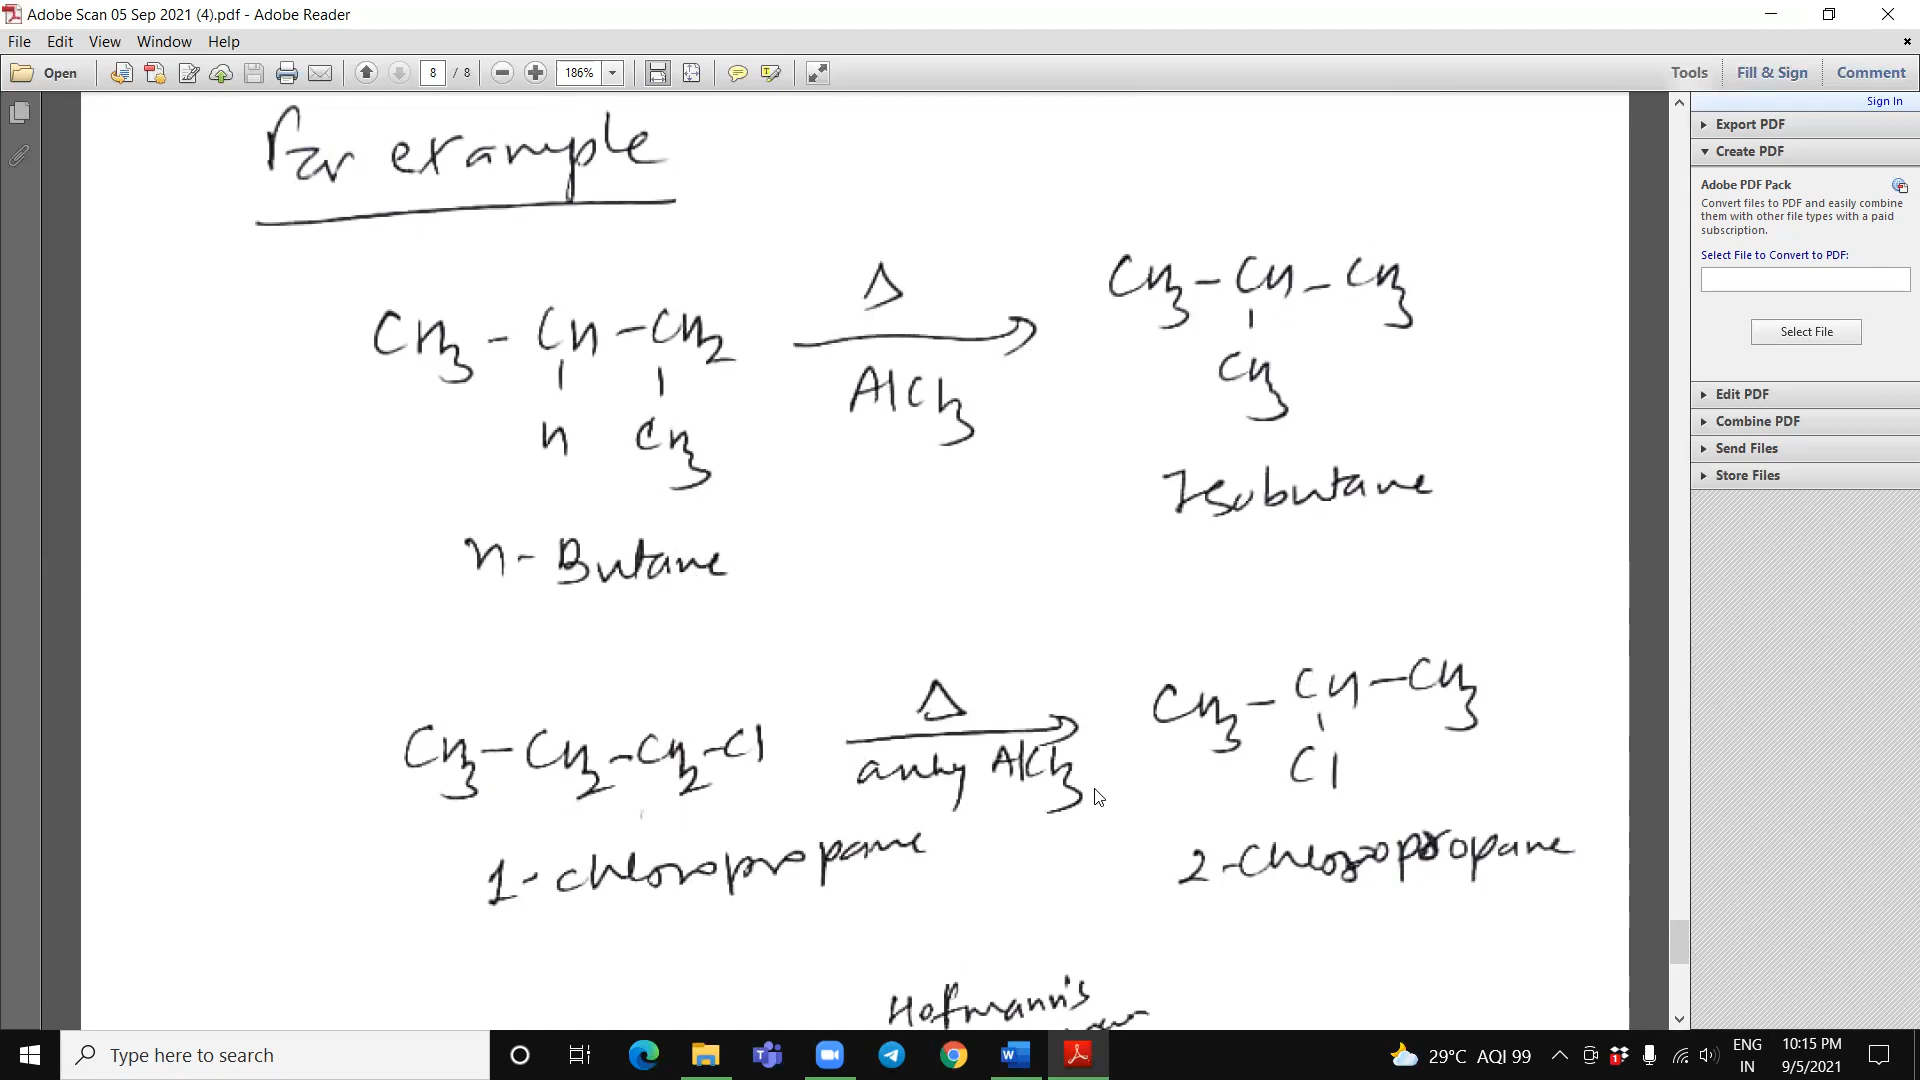 Adobe Scan 05 Sep 2021 (4).pdf - Adobe Reader
File Edit View Window Help
Open 8 / 8 186% Tools Fill & Sign Comment
Sign In
Export PDF
Create PDF
Adobe PDF Pack
Convert files to PDF and easily combine
them with other file types with a paid
subscription.
Select File to Convert to PDF:
Select File
Edit PDF
Combine PDF
Send Files
Store Files
For example
CH3 - CH - CH2 Δ CH3 - CH - CH3
AlCl3
H CH3 CH3
n- Butane Isobutane
CH3 - CH2 - CH2 - Cl Δ CH3 - CH - CH3
anhy AlCl3 Cl
1- chloropropane 2-Chloropropane
Hofmann's
Type here to search
29°C AQI 99 ENG 10:15 PM
IN 9/5/2021